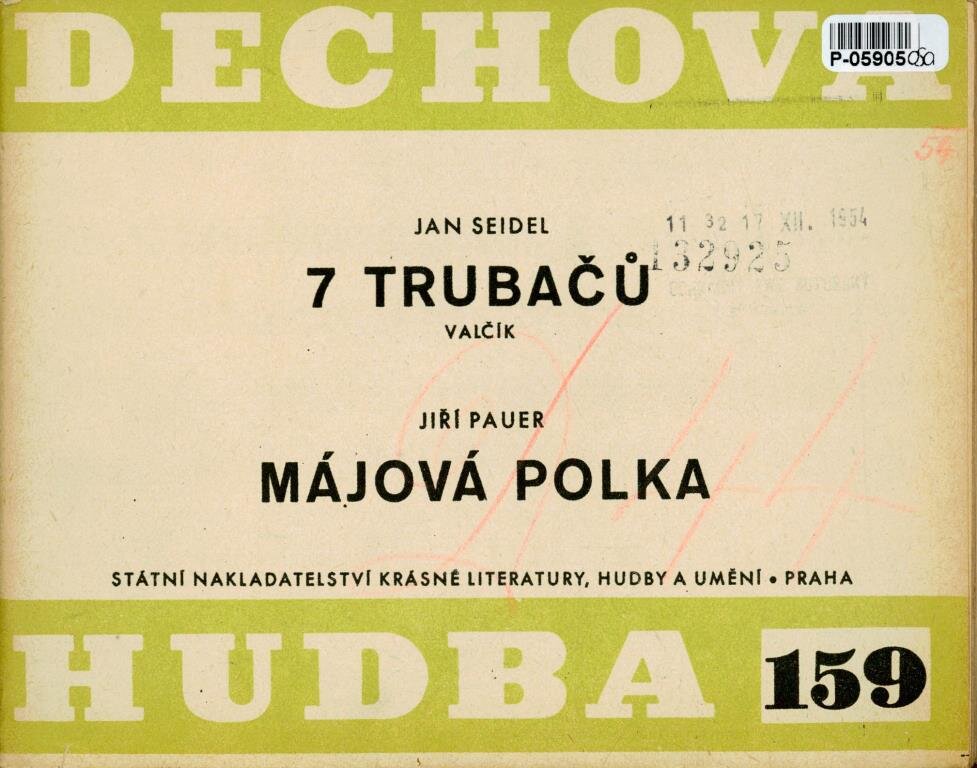 DECHOVÁ
P-05905
54
JAN SEIDEL
11 32 17 XII. 1954
132925
7 TRUBAČŮ
VALČÍK
JIŘÍ PAUER
MÁJOVÁ POLKA
STÁTNÍ NAKLADATELSTVÍ KRÁSNÉ LITERATURY, HUDBY A UMĚNÍ • PRAHA
HUDBA 159